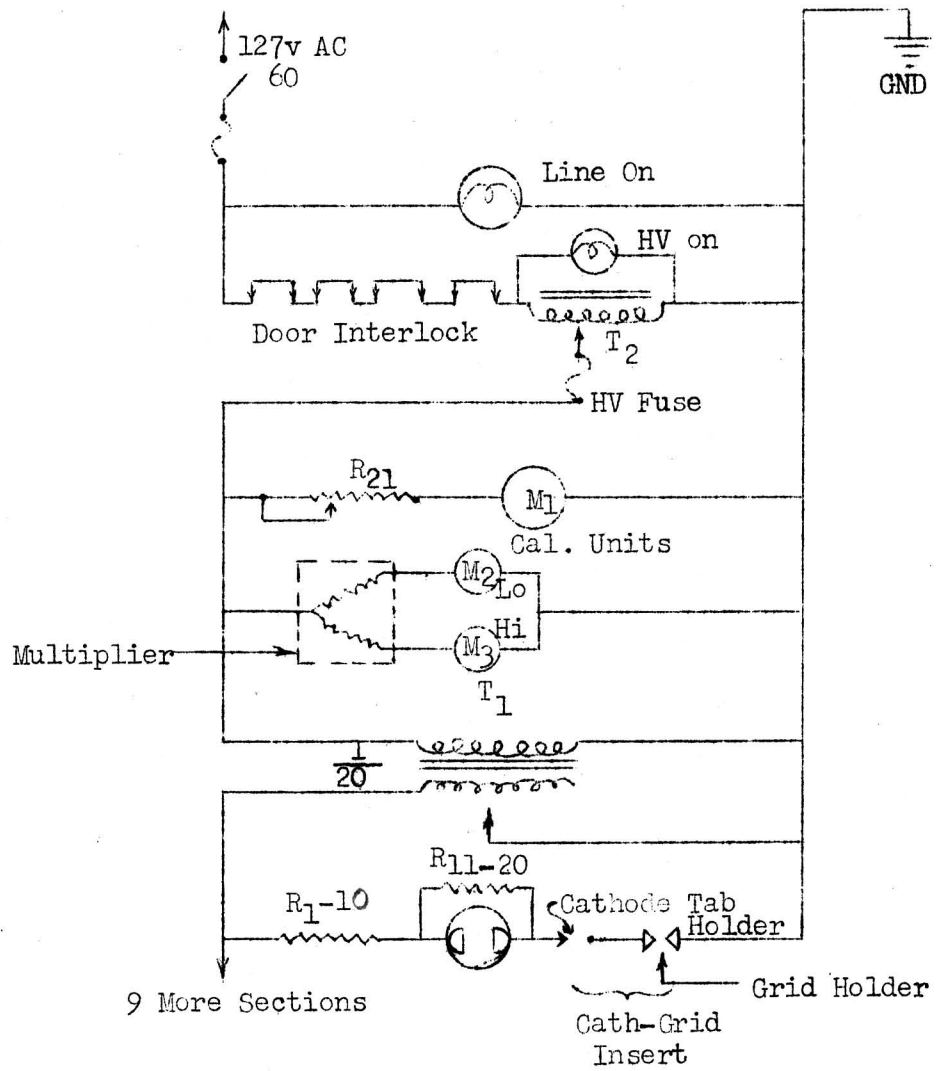 127v AC
60
GND
Line On
HV on
Door Interlock
T2
HV Fuse
R21
M1
Cal. Units
M2
Lo
Hi
Multiplier
M3
T1
20
R11-20
R1-10
Cathode Tab
Holder
9 More Sections
Grid Holder
Cath-Grid
Insert